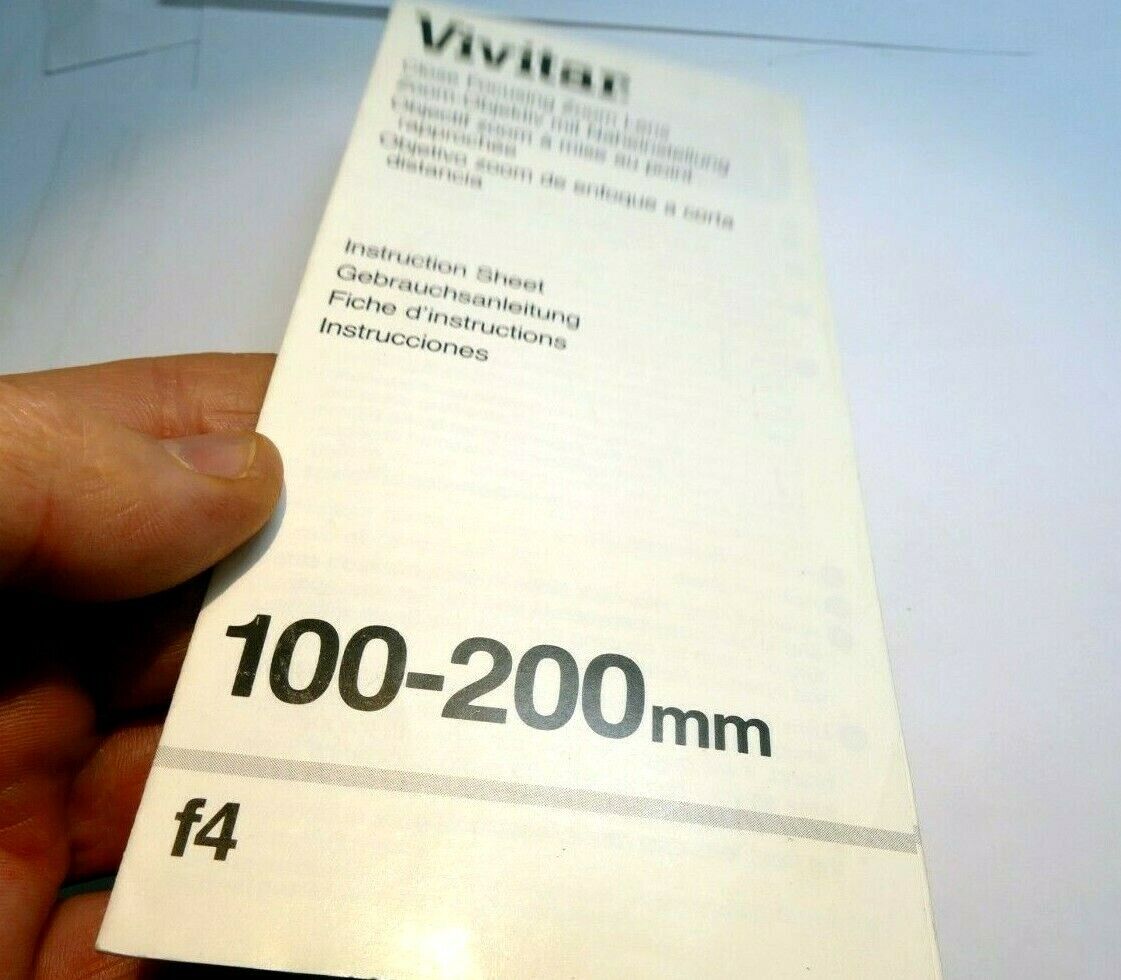 Vivitar
Close Focusing Zoom Lens
Zoom-Objektiv mit Naheinstellung
Objectif zoom à mise au point
rapprochée
Objetivo zoom de enfoque a corta
distancia
Instruction Sheet
Gebrauchsanleitung
Fiche d'instructions
Instrucciones
100-200mm
f4